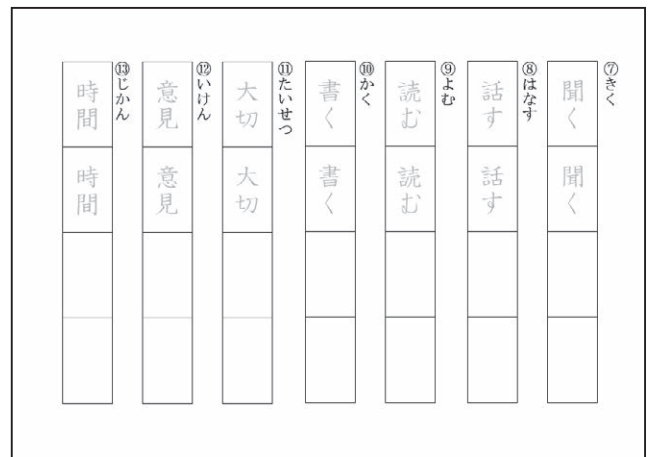 ⑦きく
聞く
聞く
⑧はなす
話す
話す
⑨よむ
読む
読む
⑩かく
書く
書く
⑪たいせつ
大切
大切
⑫いけん
意見
意見
⑬じかん
時間
時間